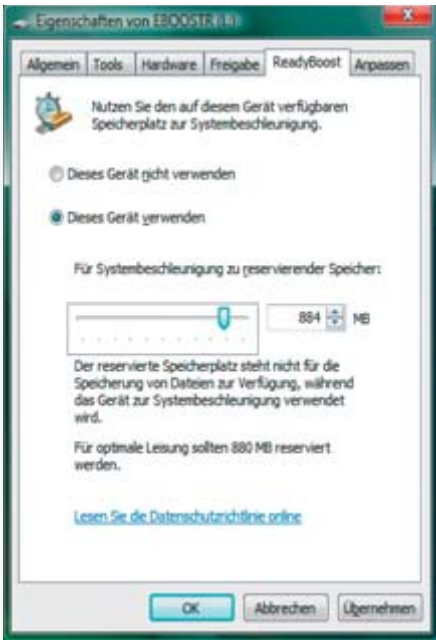 Eigenschaften von EBOOSTR (L:)
Allgemein Tools Hardware Freigabe ReadyBoost Anpassen
Nutzen Sie den auf diesem Gerät verfügbaren
Speicherplatz zur Systembeschleunigung.
Dieses Gerät nicht verwenden
Dieses Gerät verwenden
Für Systembeschleunigung zu reservierender Speicher:
884 MB
Der reservierte Speicherplatz steht nicht für die
Speicherung von Dateien zur Verfügung, während
das Gerät zur Systembeschleunigung verwendet
wird.
Für optimale Leisung sollten 880 MB reserviert
werden.
Lesen Sie die Datenschutzrichtlinie online
OK Abbrechen Übernehmen